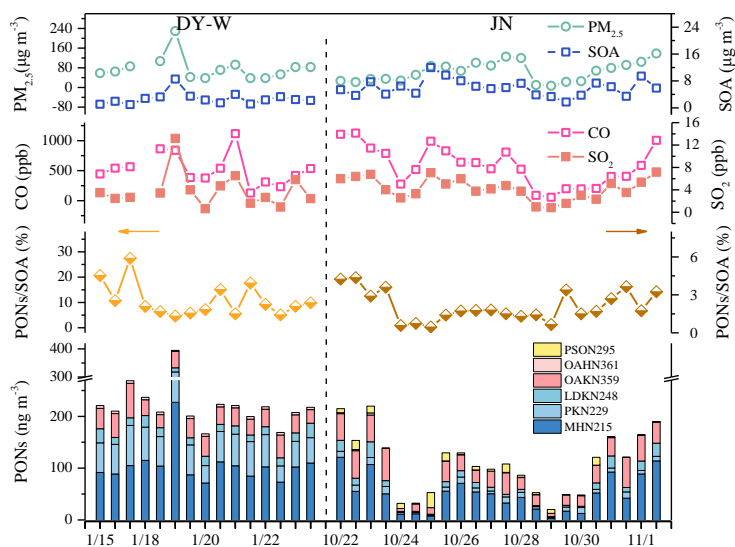 DY-W JN
PM2.5 (μg m-3)
240
160
80
0
-80
PM2.5
SOA
24
16
8
0
SOA (μg m-3)
CO (ppb)
1000
500
0
CO
SO2
16
12
8
4
0
SO2 (ppb)
PONs/SOA (%)
30
20
10
0
6
3
0
PONs/SOA (%)
PONs (ng m-3)
400
300
200
100
0
PSON295
OAHN361
OAKN359
LDKN248
PKN229
MHN215
1/15 1/18 1/20 1/22 10/22 10/24 10/26 10/28 10/30 11/1